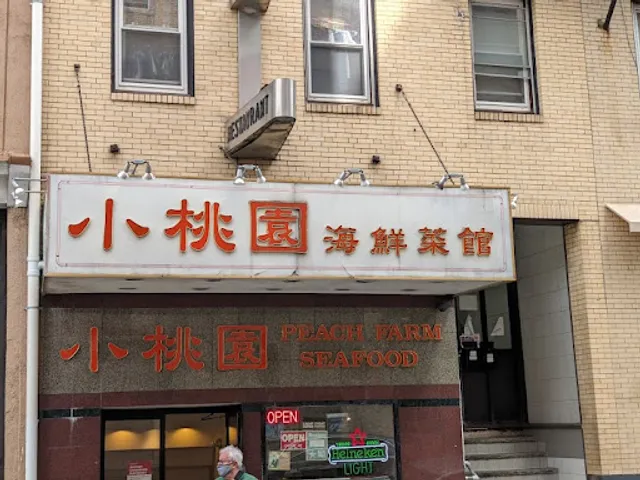 RESTAURANT
小桃園 海鮮菜館
小桃園 PEACH FARM
SEAFOOD
OPEN
OPEN
Heineken
LIGHT